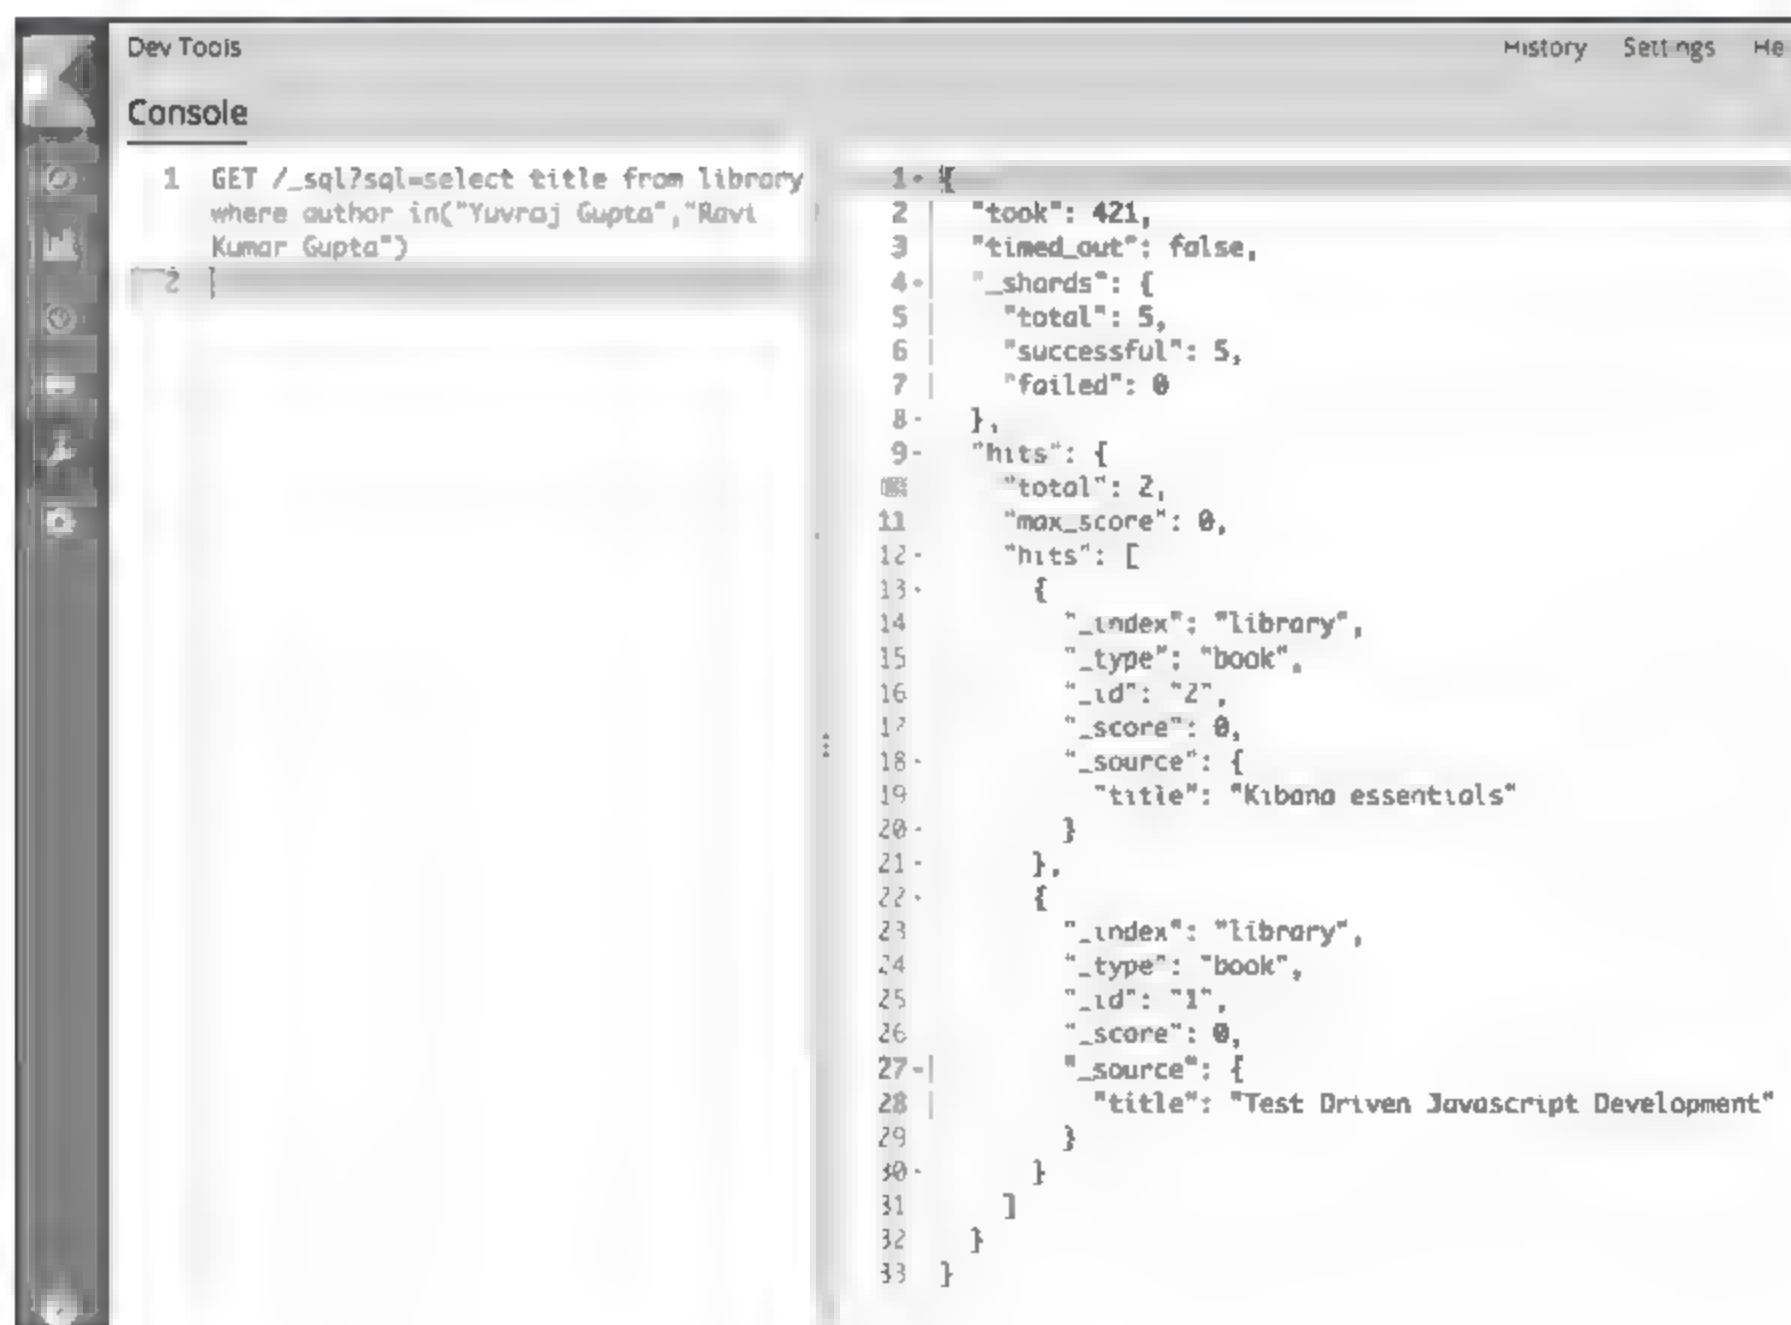 Dev Tools
History Settings He
Console
1 GET /_sql?sql=select title from library
where author in("Yuvraj Gupta","Ravi
Kumar Gupta")
2
1 {
2 "took": 421,
3 "timed_out": false,
4 "_shards": {
5 "total": 5,
6 "successful": 5,
7 "failed": 0
8 },
9 "hits": {
"total": 2,
11 "max_score": 0,
12 "hits": [
13 {
14 "_index": "library",
15 "_type": "book",
16 "_id": "2",
17 "_score": 0,
18 "_source": {
19 "title": "Kibana essentials"
20 }
21 },
22 {
23 "_index": "library",
24 "_type": "book",
25 "_id": "1",
26 "_score": 0,
27 "_source": {
28 "title": "Test Driven Javascript Development"
29 }
30 }
31 ]
32 }
33 }